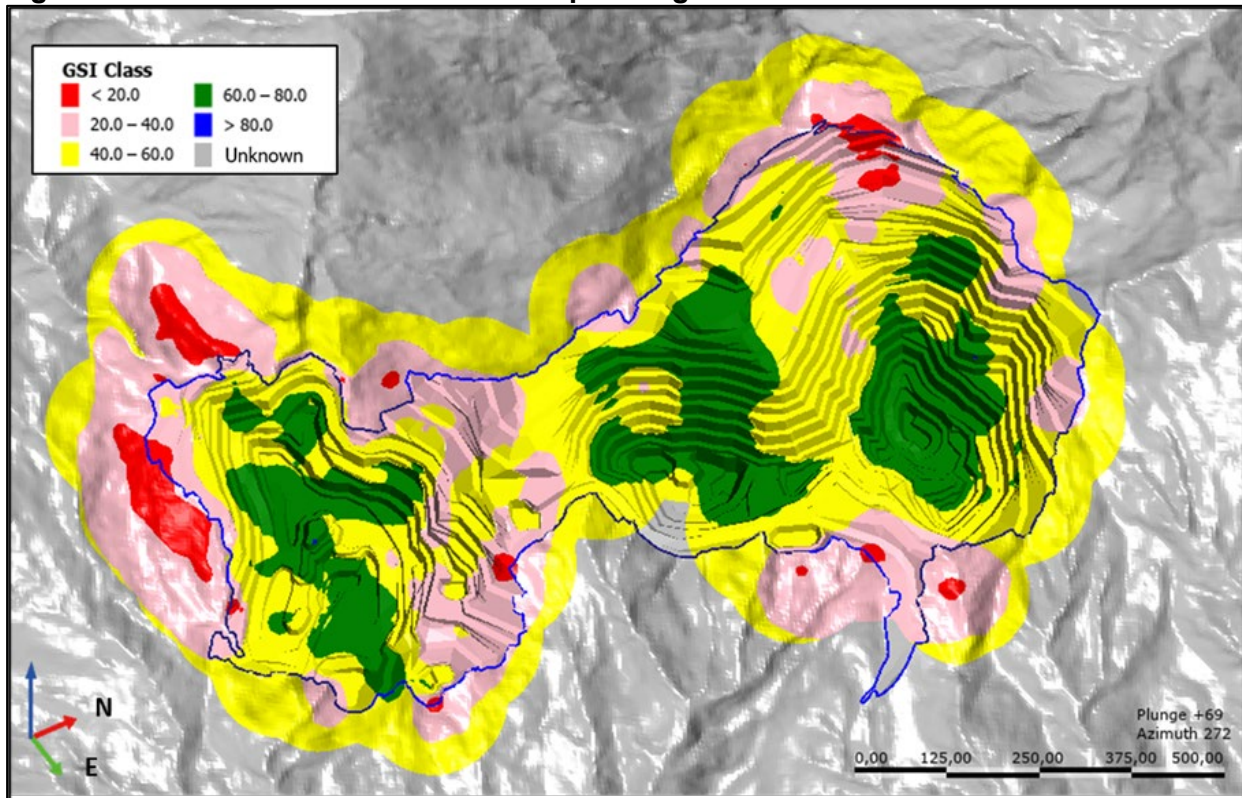 GSI Class
< 20.0
60.0 – 80.0
20.0 – 40.0
> 80.0
40.0 – 60.0
Unknown
N
E
Plunge +69
Azimuth 272
0,00 125,00 250,00 375,00 500,00